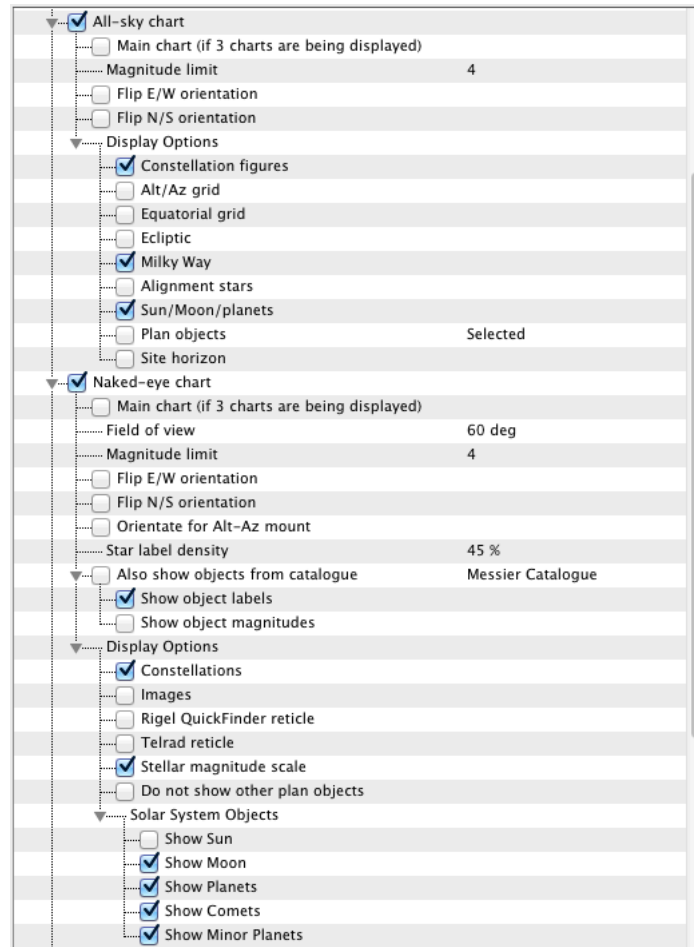 All-sky chart
Main chart (if 3 charts are being displayed)
Magnitude limit 4
Flip E/W orientation
Flip N/S orientation
Display Options
Constellation figures
Alt/Az grid
Equatorial grid
Ecliptic
Milky Way
Alignment stars
Sun/Moon/planets
Plan objects Selected
Site horizon
Naked-eye chart
Main chart (if 3 charts are being displayed)
Field of view 60 deg
Magnitude limit 4
Flip E/W orientation
Flip N/S orientation
Orientate for Alt-Az mount
Star label density 45 %
Also show objects from catalogue Messier Catalogue
Show object labels
Show object magnitudes
Display Options
Constellations
Images
Rigel QuickFinder reticle
Telrad reticle
Stellar magnitude scale
Do not show other plan objects
Solar System Objects
Show Sun
Show Moon
Show Planets
Show Comets
Show Minor Planets